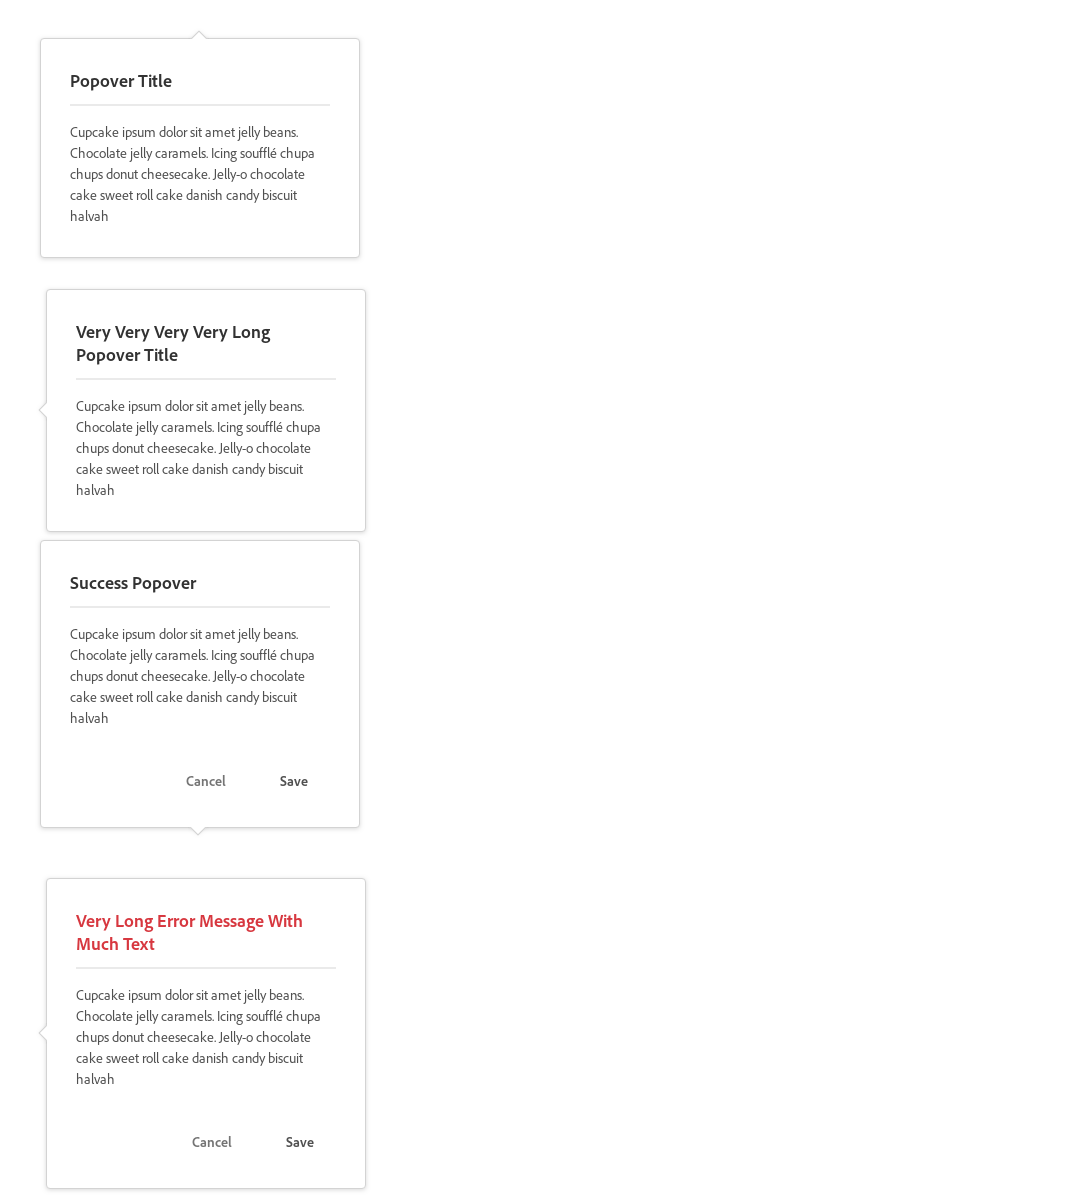 Popover Title
Cupcake ipsum dolor sit amet jelly beans.
Chocolate jelly caramels. Icing soufflé chupa
chups donut cheesecake. Jelly-o chocolate
cake sweet roll cake danish candy biscuit
halvah
Very Very Very Very Long
Popover Title
Cupcake ipsum dolor sit amet jelly beans.
Chocolate jelly caramels. Icing soufflé chupa
chups donut cheesecake. Jelly-o chocolate
cake sweet roll cake danish candy biscuit
halvah
Success Popover
Cupcake ipsum dolor sit amet jelly beans.
Chocolate jelly caramels. Icing soufflé chupa
chups donut cheesecake. Jelly-o chocolate
cake sweet roll cake danish candy biscuit
halvah
Cancel Save
Very Long Error Message With
Much Text
Cupcake ipsum dolor sit amet jelly beans.
Chocolate jelly caramels. Icing soufflé chupa
chups donut cheesecake. Jelly-o chocolate
cake sweet roll cake danish candy biscuit
halvah
Cancel Save